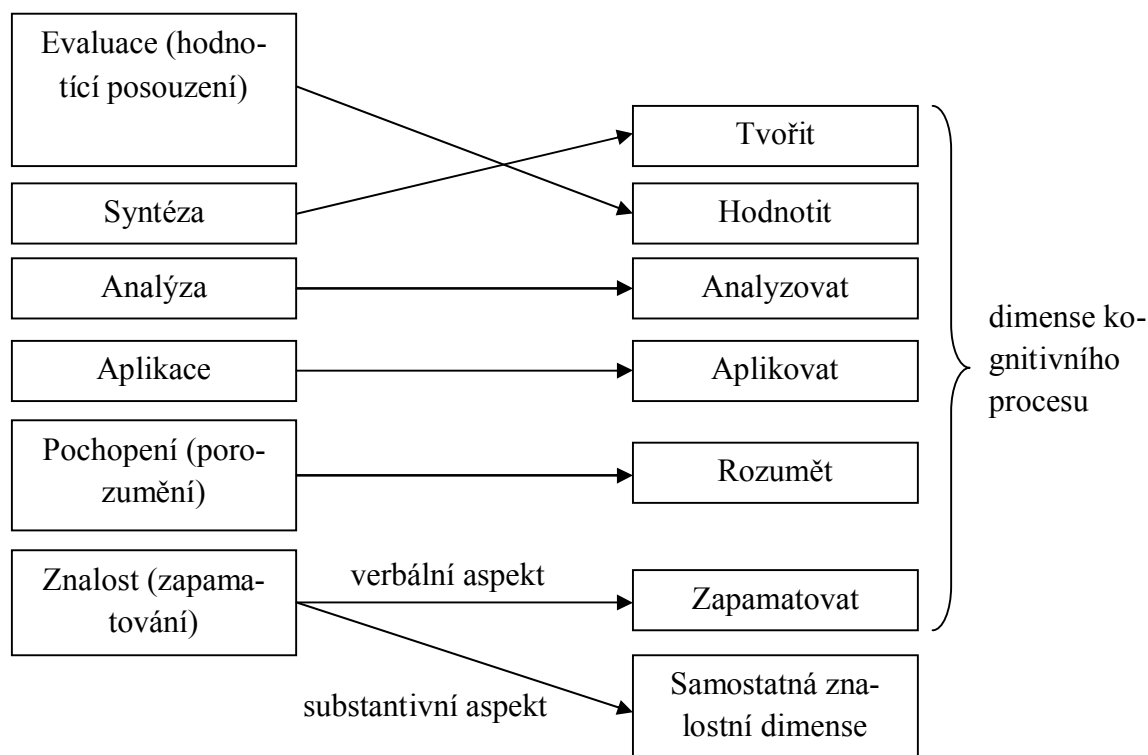 Evaluace (hodno-
tící posouzení)
Tvořit
Syntéza
Hodnotit
Analýza
Analyzovat
dimense ko-
gnitivního
procesu
Aplikace
Aplikovat
Pochopení (poro-
zumění)
Rozumět
Znalost (zapama-
tování)
verbální aspekt
Zapamatovat
substantivní aspekt
Samostatná zna-
lostní dimense